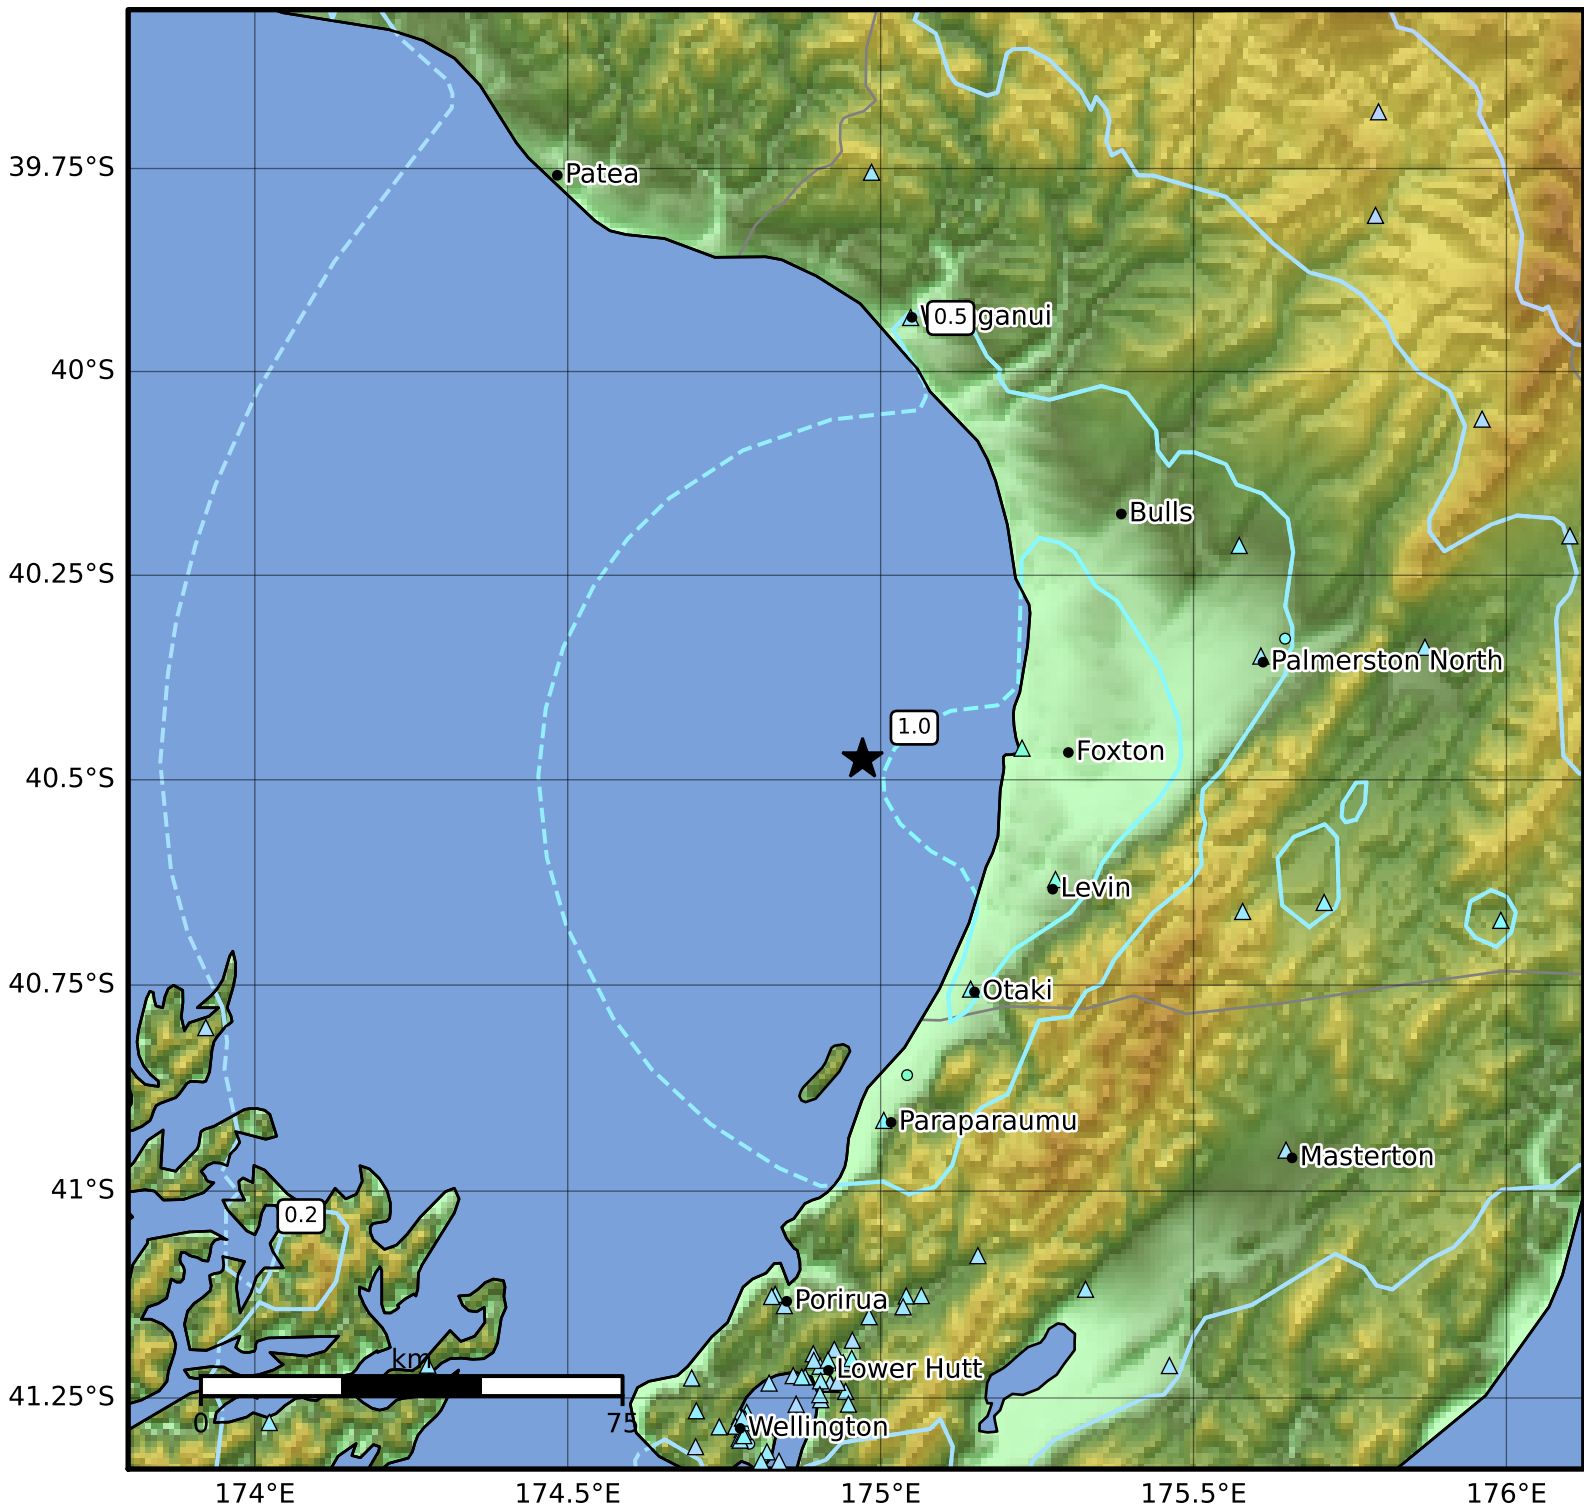 39.75°S
Patea
0.5
ganui
40°S
Bulls
40.25°S
Palmerston North
1.0
Foxton
40.5°S
Levin
40.75°S
Otaki
Paraparaumu
Masterton
41°S
0.2
Porirua
km
Lower Hutt
41.25°S
0
75
Wellington
174°E
174.5°E
175°E
175.5°E
176°E